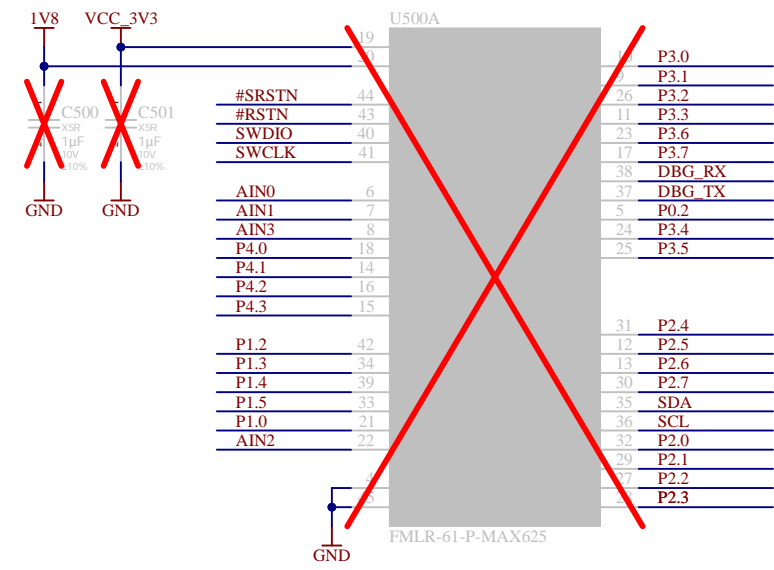 1V8 VCC_3V3 U500A
19
20 P3.0
P3.1
#SRSTN 44 26 P3.2
#RSTN 43 11 P3.3
SWDIO 40 23 P3.6
SWCLK 41 17 P3.7
38 DBG_RX
AIN0 6 37 DBG_TX
AIN1 7 5 P0.2
AIN3 8 24 P3.4
P4.0 18 25 P3.5
P4.1 14
P4.2 16
P4.3 15
31 P2.4
P1.2 42 12 P2.5
P1.3 34 13 P2.6
P1.4 39 30 P2.7
P1.5 33 35 SDA
P1.0 21 36 SCL
AIN2 22 32 P2.0
29 P2.1
27 P2.2
P2.3
C500
X5R
1µF
10V
±10%
C501
X5R
1µF
10V
±10%
GND GND
GND
FMLR-61-P-MAX625